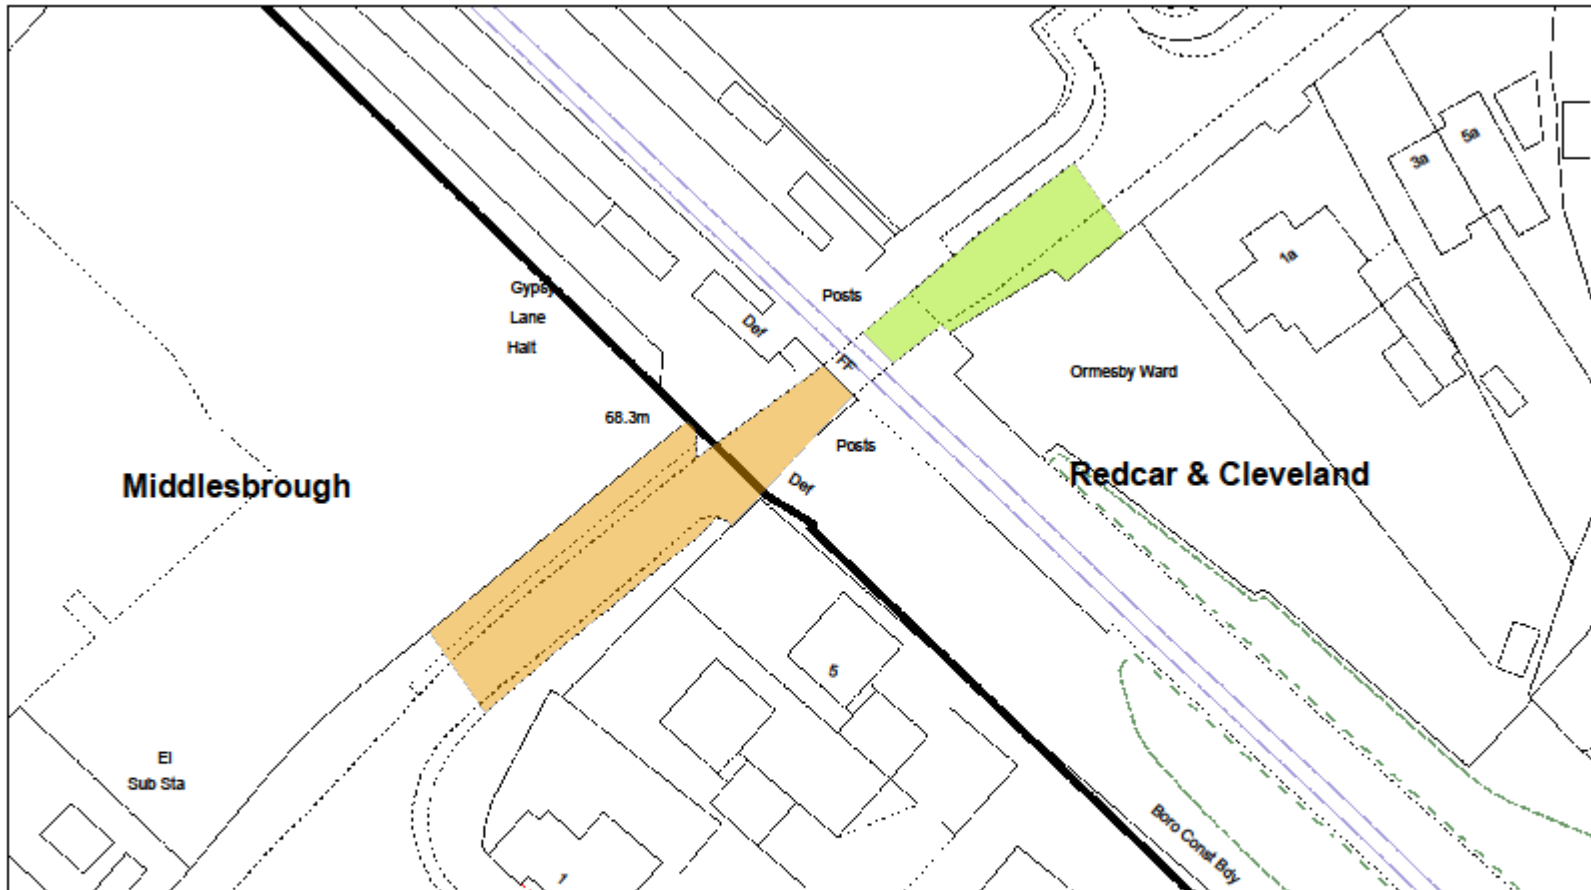 3a
5a
1a
Gypsy
Lane
Halt
Posts
Def
FF
Ormesby Ward
68.3m
Posts
Middlesbrough
Def
Redcar & Cleveland
5
El
Sub Sta
Boro Const Bdy
1